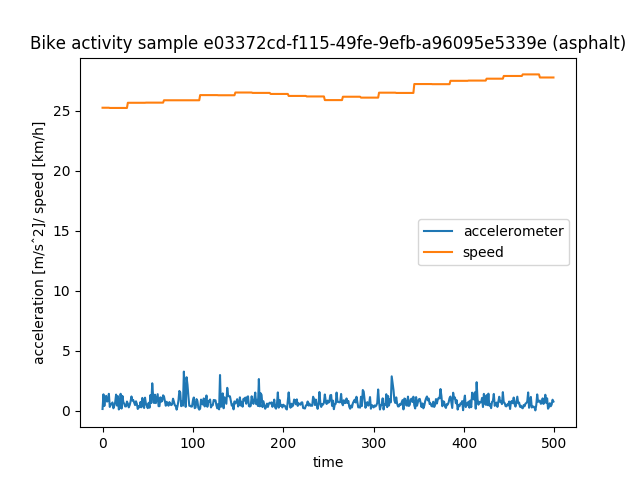 Bike activity sample e03372cd-f115-49fe-9efb-a96095e5339e (asphalt)
acceleration [m/s^2]/ speed [km/h]
25
20
15
10
5
0
accelerometer
speed
0 100 200 300 400 500
time